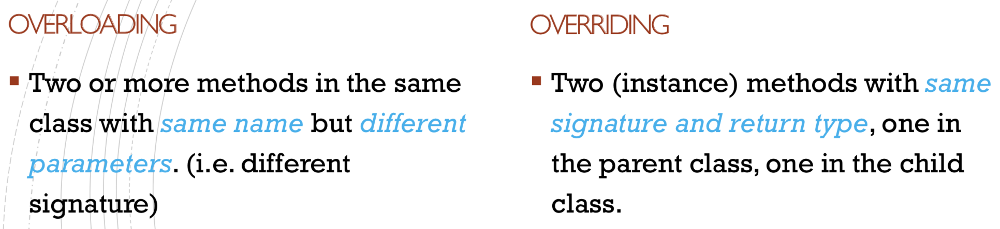 OVERLOADING
▪ Two or more methods in the same
class with same name but different
parameters. (i.e. different
signature)
OVERRIDING
▪ Two (instance) methods with same
signature and return type, one in
the parent class, one in the child
class.